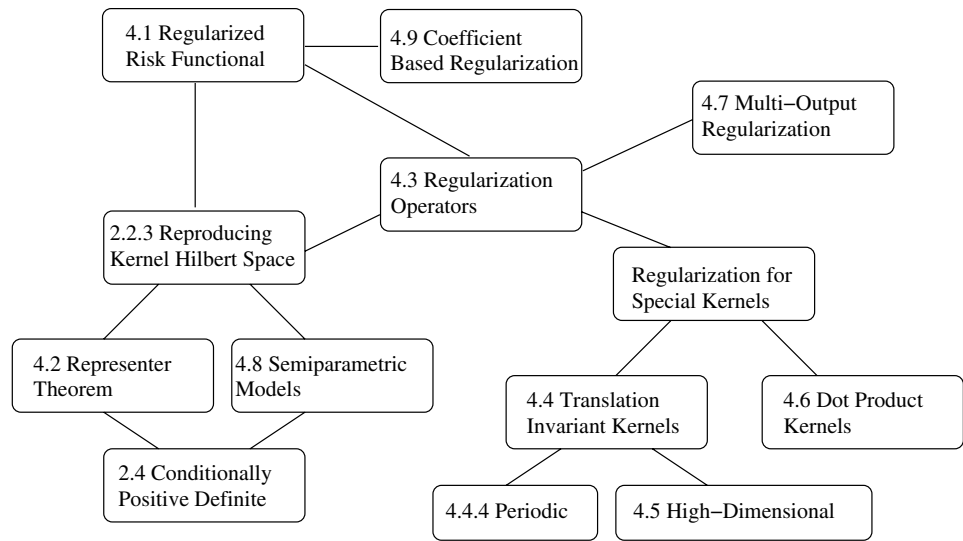 4.1 Regularized
Risk Functional
4.9 Coefficient
Based Regularization
4.7 Multi−Output
Regularization
4.3 Regularization
Operators
2.2.3 Reproducing
Kernel Hilbert Space
Regularization for
Special Kernels
4.2 Representer
Theorem
4.8 Semiparametric
Models
4.4 Translation
Invariant Kernels
4.6 Dot Product
Kernels
2.4 Conditionally
Positive Definite
4.4.4 Periodic
4.5 High−Dimensional